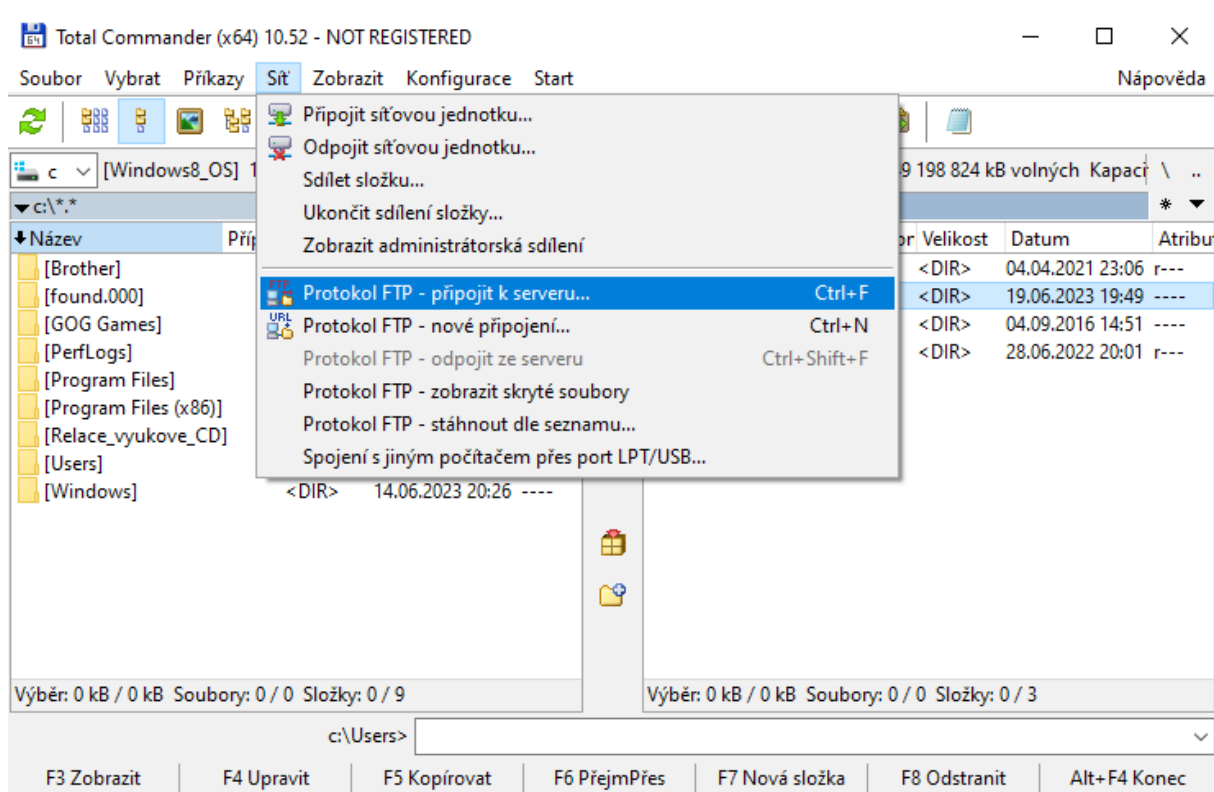 Total Commander (x64) 10.52 - NOT REGISTERED
Soubor Vybrat Příkazy Síť Zobrazit Konfigurace Start Nápověda
Připojit síťovou jednotku...
Odpojit síťovou jednotku...
Sdílet složku...
Ukončit sdílení složky...
Zobrazit administrátorská sdílení
Protokol FTP - připojit k serveru... Ctrl+F
Protokol FTP - nové připojení... Ctrl+N
Protokol FTP - odpojit ze serveru Ctrl+Shift+F
Protokol FTP - zobrazit skryté soubory
Protokol FTP - stáhnout dle seznamu...
Spojení s jiným počítačem přes port LPT/USB...
c [Windows8_OS] 198 824 kB volných \ ..
c:\*.* * 
Název Velikost Datum
[Brother] <DIR> 04.04.2021 23:06 r---
[found.000] <DIR> 19.06.2023 19:49 ----
[GOG Games] <DIR> 04.09.2016 14:51 ----
[PerfLogs] <DIR> 28.06.2022 20:01 r---
[Program Files]
[Program Files (x86)]
[Relace_vyukove_CD]
[Users]
[Windows] <DIR> 14.06.2023 20:26 ----
Výběr: 0 kB / 0 kB Soubory: 0 / 0 Složky: 0 / 9 Výběr: 0 kB / 0 kB Soubory: 0 / 0 Složky: 0 / 3
c:\Users>
F3 Zobrazit F4 Upravit F5 Kopírovat F6 PřejmPřes F7 Nová složka F8 Odstranit Alt+F4 Konec